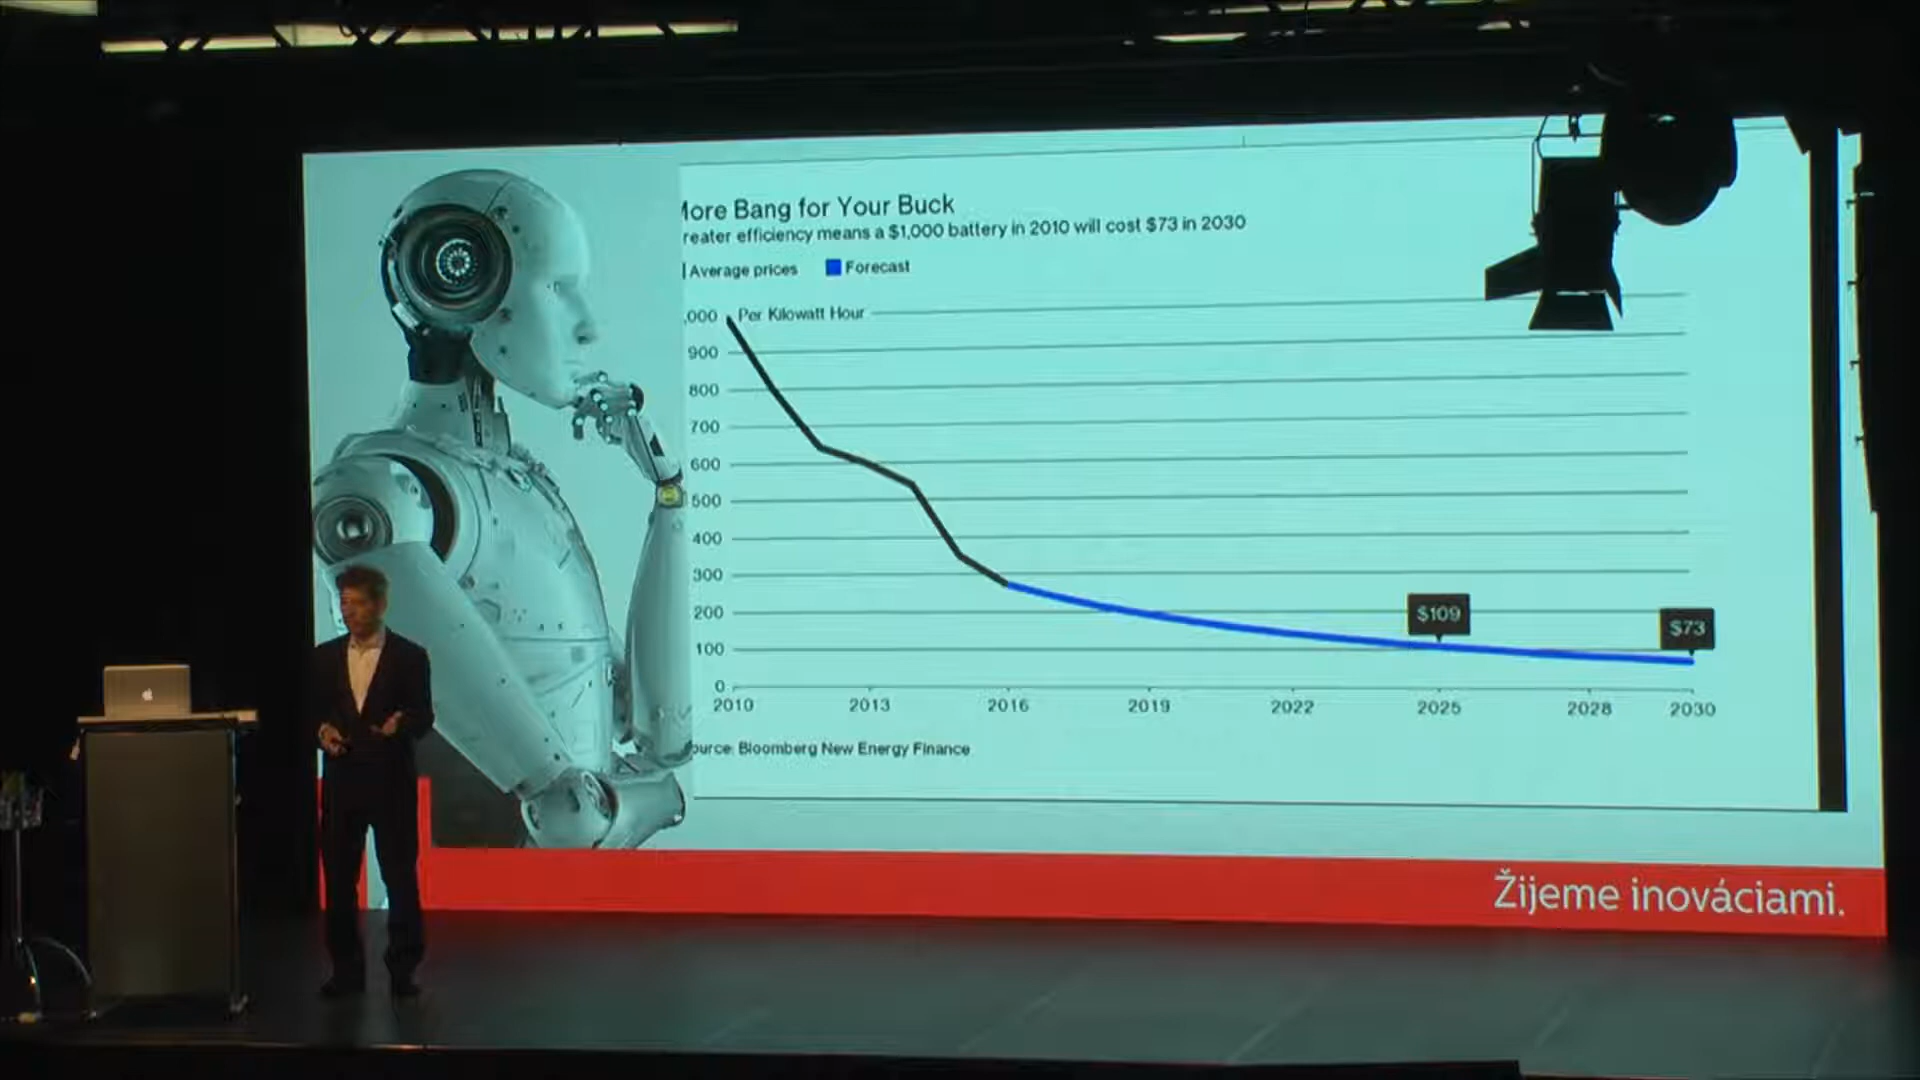 More Bang for Your Buck
reater efficiency means a $1,000 battery in 2010 will cost $73 in 2030
Average prices Forecast
,000 Per Kilowatt Hour
900
800
700
600
500
400
300
200
100
0
$109
$73
2010 2013 2016 2019 2022 2025 2028 2030
ource: Bloomberg New Energy Finance
Žijeme inováciami.